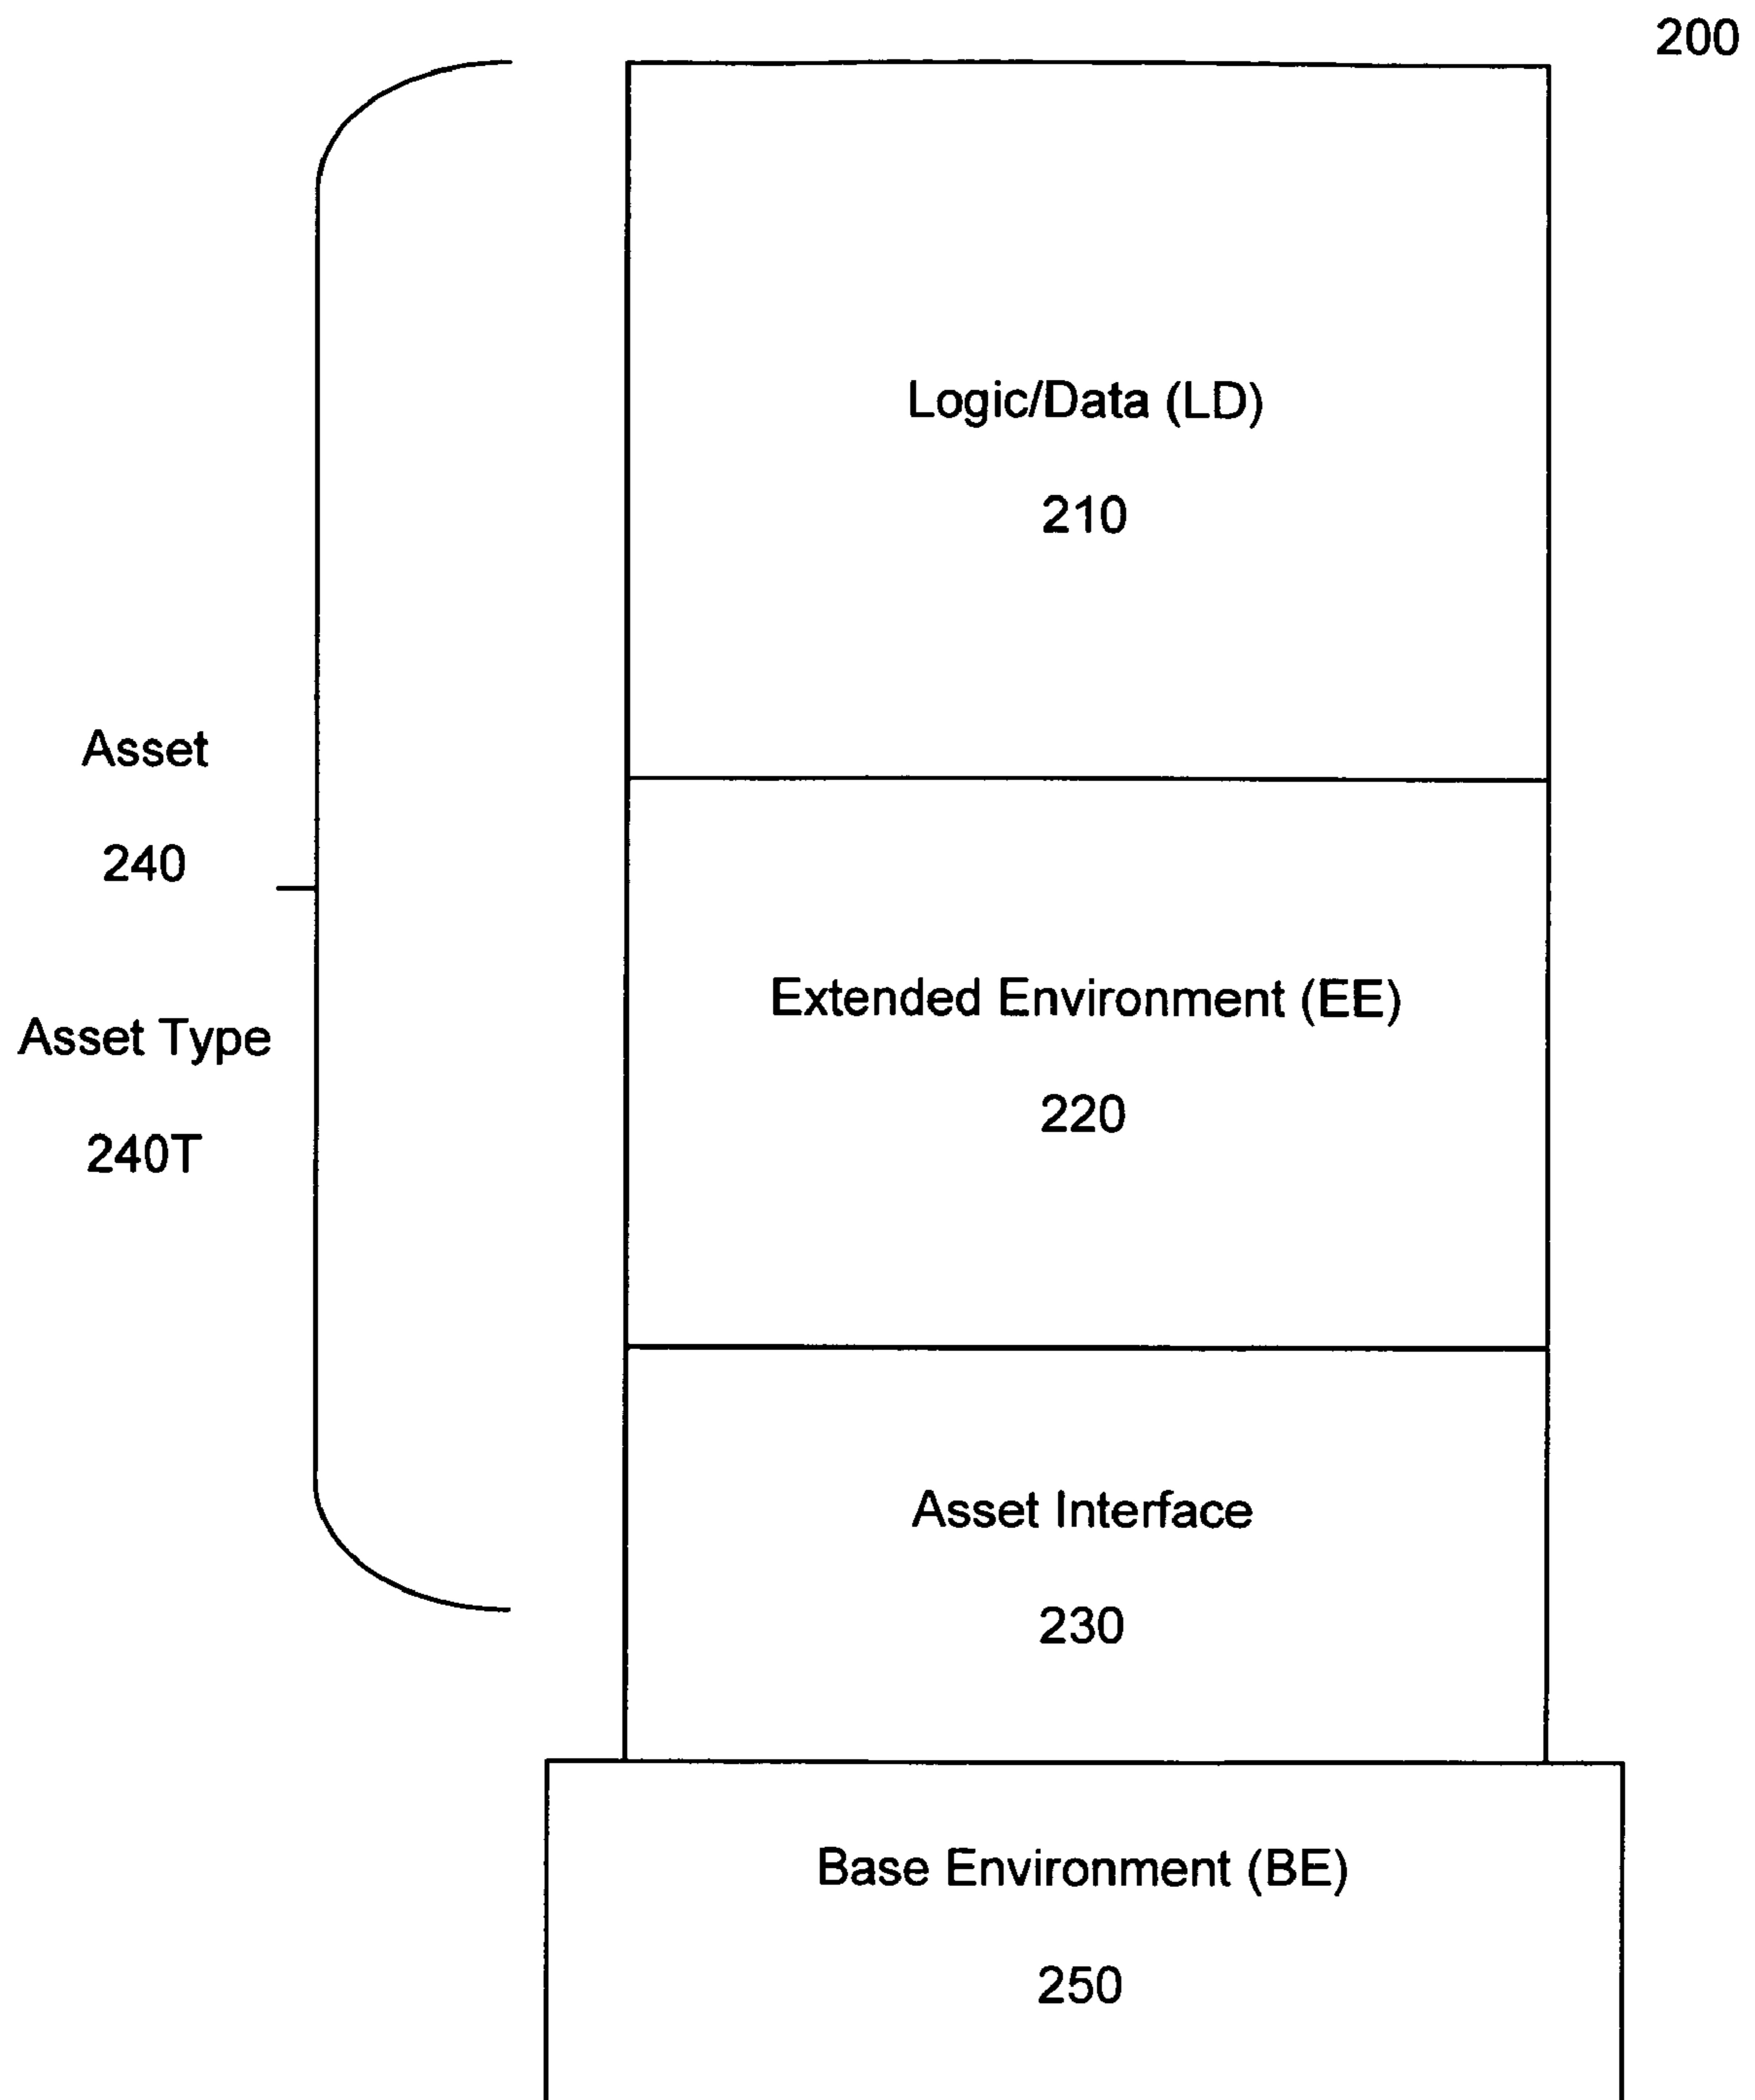 200
Logic/Data (LD)
210
Asset
240
Asset Type
240T
Extended Environment (EE)
220
Asset Interface
230
Base Environment (BE)
250